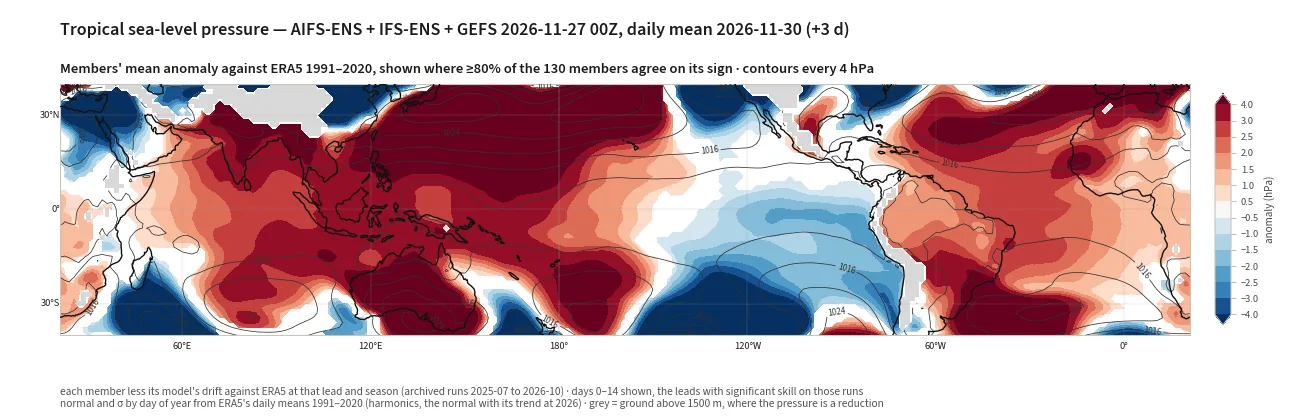 Tropical sea-level pressure — AIFS-ENS + IFS-ENS + GEFS 2026-11-27 00Z, daily mean 2026-11-30 (+3 d)
Members' mean anomaly against ERA5 1991–2020, shown where ≥80% of the 130 members agree on its sign · contours every 4 hPa
30°N
0°
30°S
1024
1016
1016
1016
1024
1016
1016
1016
1016
60°E
120°E
180°
120°W
60°W
0°
4.0
3.0
2.0
1.5
1.0
0.5
−0.5
−1.0
−1.5
−2.0
−3.0
−4.0
anomaly (hPa)
each member less its model's drift against ERA5 at that lead and season (archived runs 2025-07 to 2026-10) · days 0–14 shown, the leads with significant skill on those runs
normal and σ by day of year from ERA5's daily means 1991–2020 (harmonics, the normal with its trend at 2026) · grey = ground above 1500 m, where the pressure is a reduction